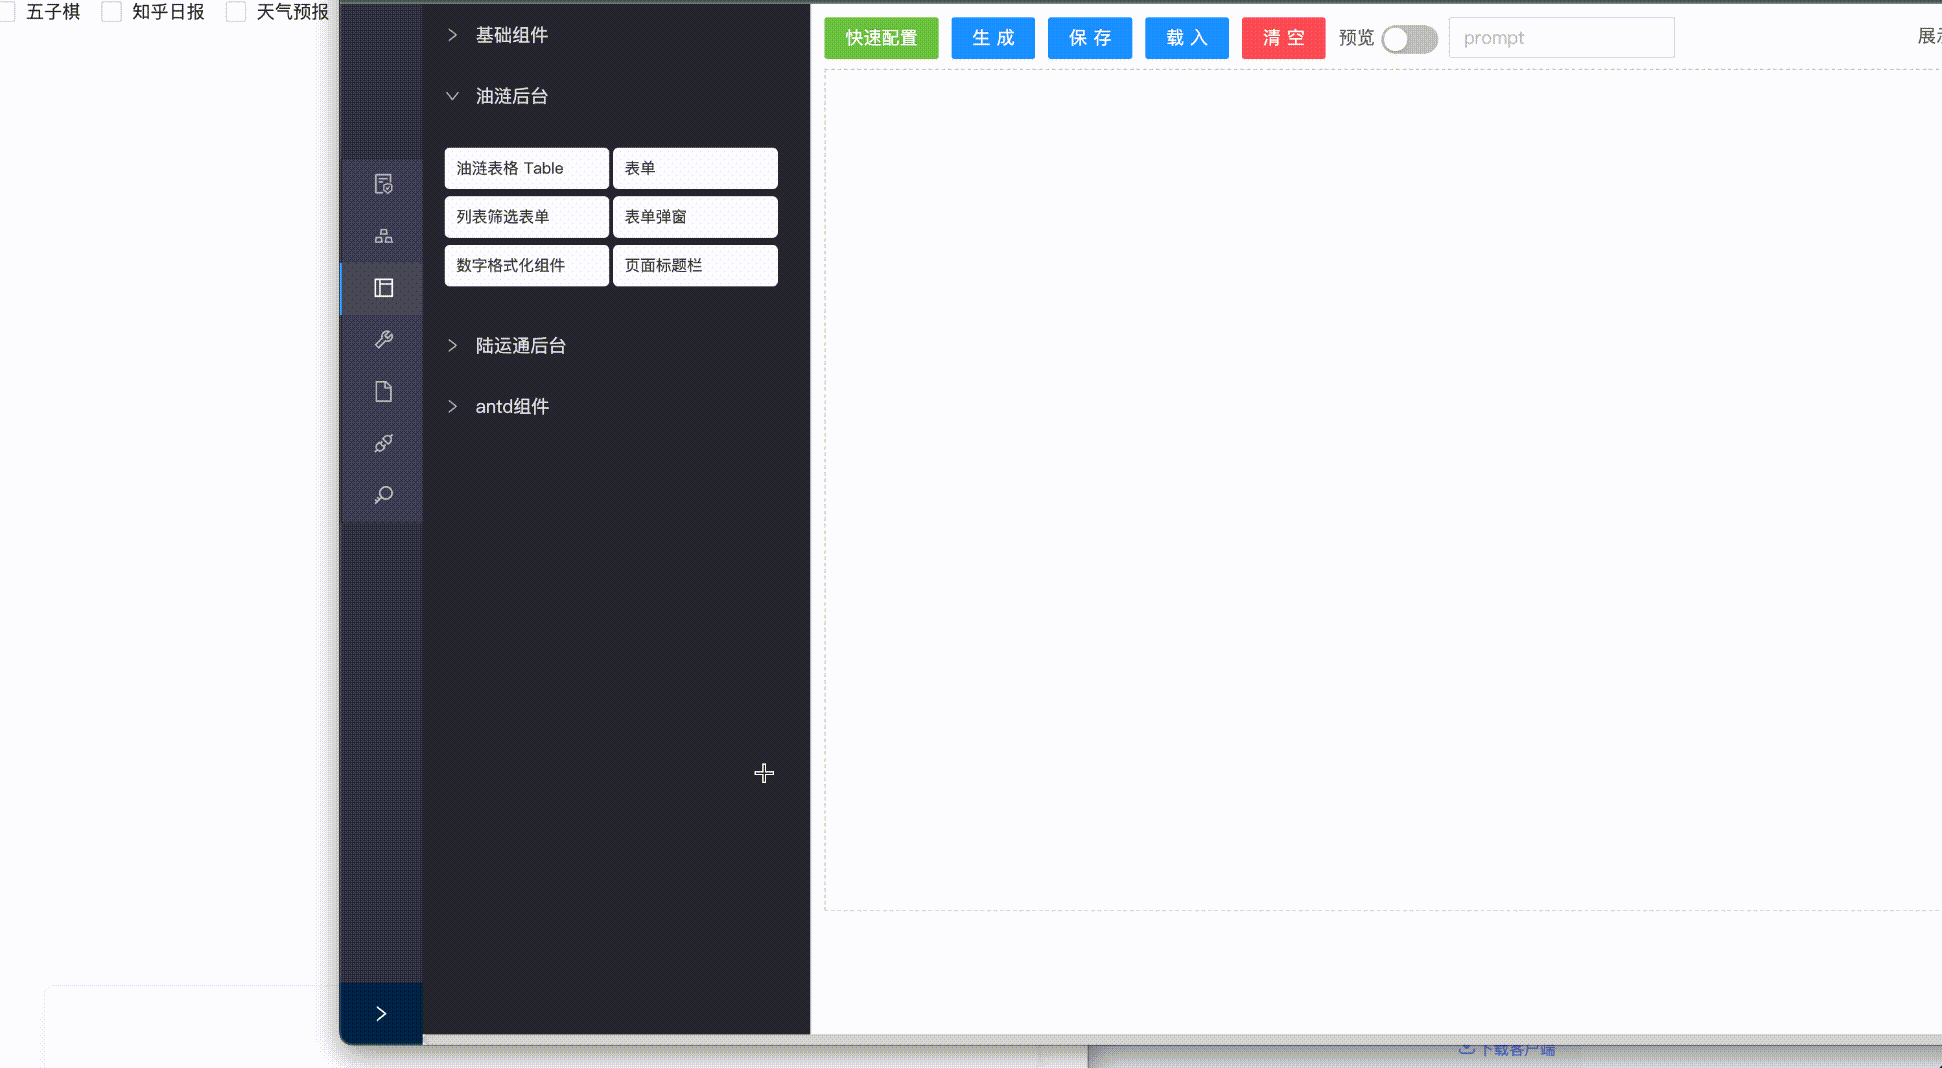 五子棋 知乎日报 天气预报
基础组件
油涟后台
油涟表格 Table
表单
列表筛选表单
表单弹窗
数字格式化组件
页面标题栏
陆运通后台
antd组件
快速配置
生 成
保 存
载 入
清 空
预览
prompt
展示
下载客户端